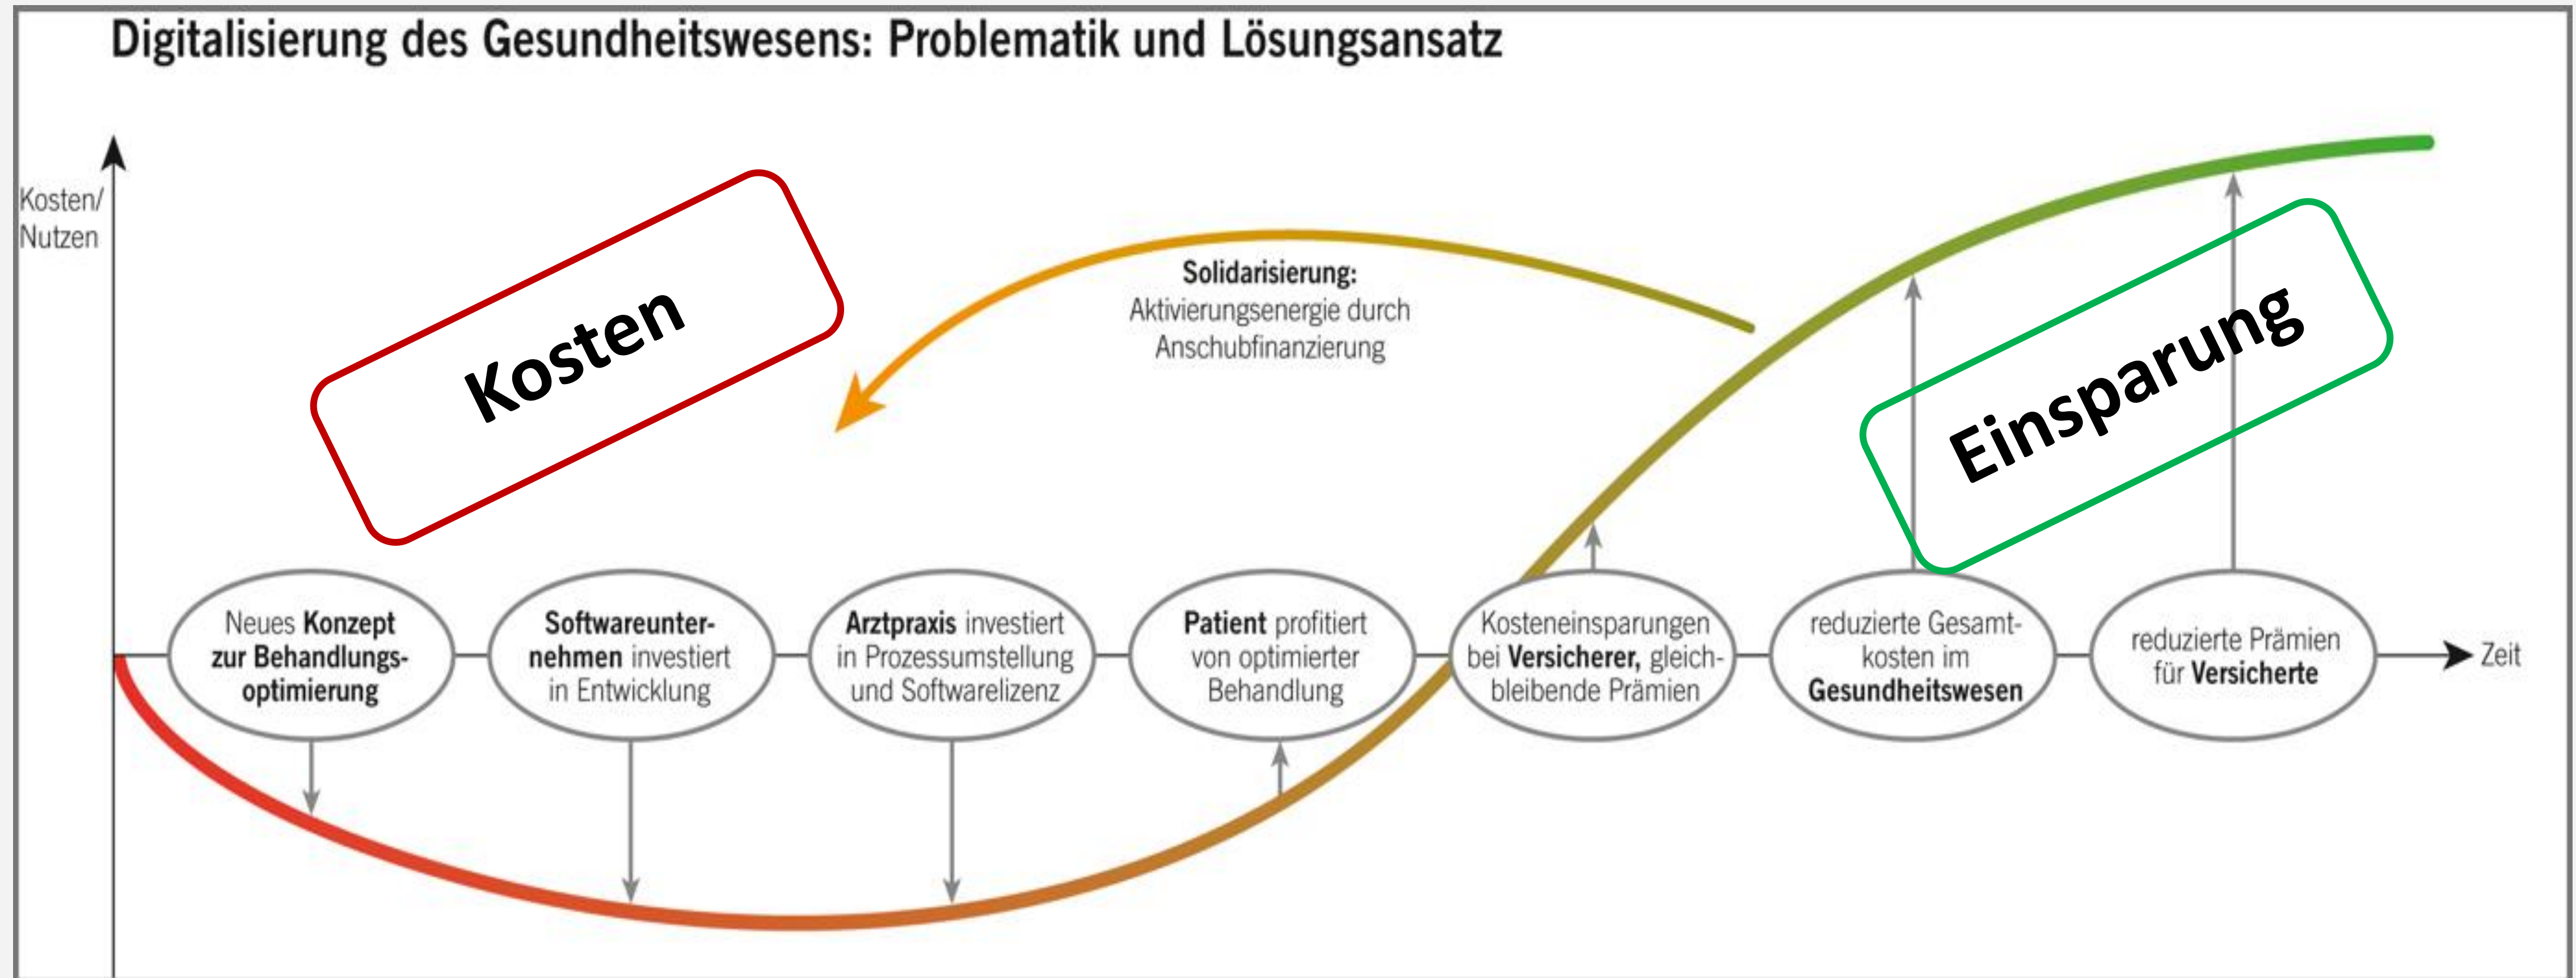 Digitalisierung des Gesundheitswesens: Problematik und Lösungsansatz
Kosten/
Nutzen
Kosten
Solidarisierung:
Aktivierungsenergie durch
Anschubfinanzierung
Einsparung
Neues Konzept
zur Behandlungs-
optimierung
Softwareunter-
nehmen investiert
in Entwicklung
Arztpraxis investiert
in Prozessumstellung
und Softwarelizenz
Patient profitiert
von optimierter
Behandlung
Kosteneinsparungen
bei Versicherer, gleich-
bleibende Prämien
reduzierte Gesamt-
kosten im
Gesundheitswesen
reduzierte Prämien
für Versicherte
Zeit